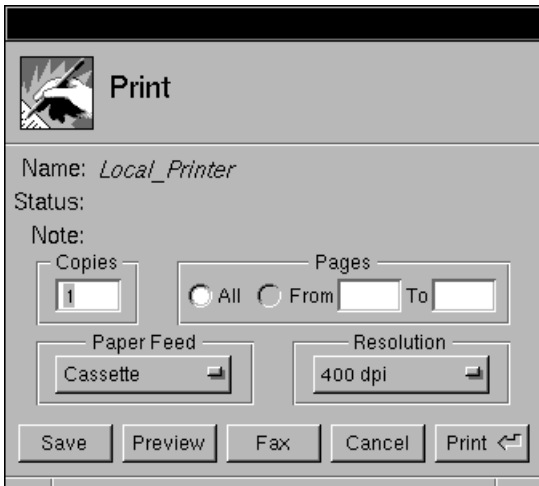 Print
Name: Local_Printer
Status:
Note:
Copies
Pages
1
All From To
Paper Feed
Resolution
Cassette
400 dpi
Save Preview Fax Cancel Print